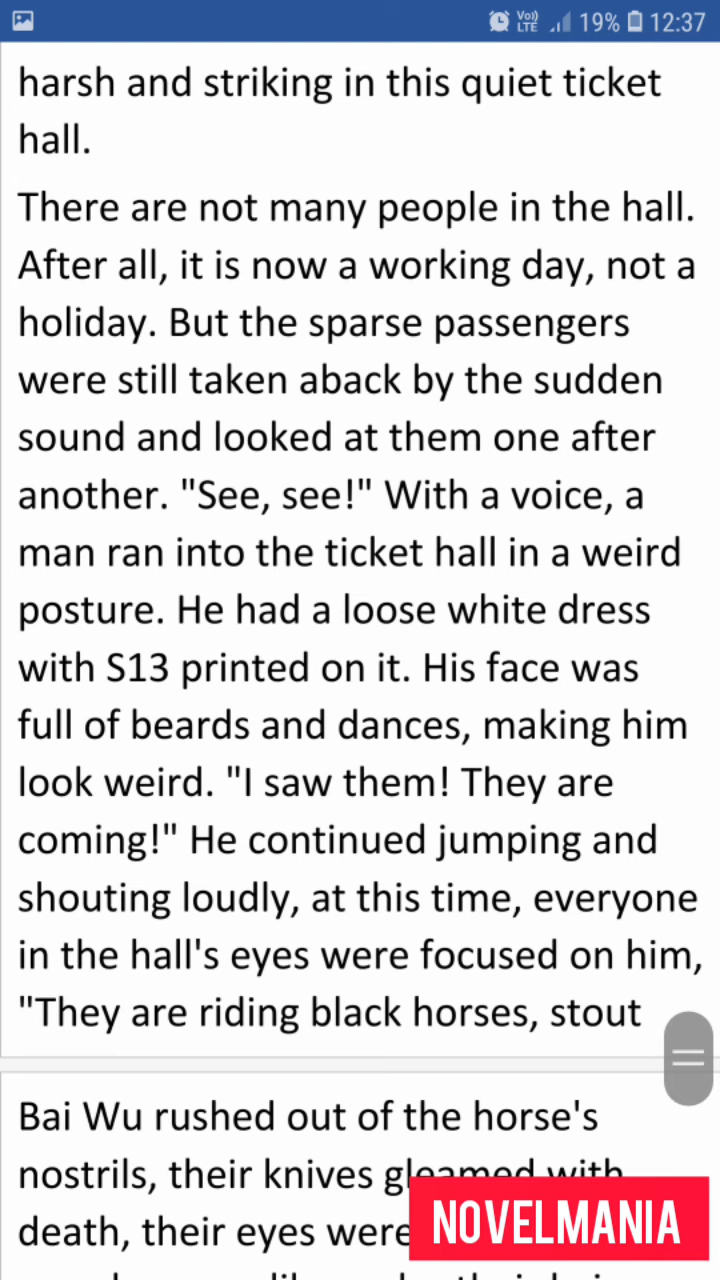 Vo))
LTE
19%
12:37
harsh and striking in this quiet ticket
hall.
There are not many people in the hall.
After all, it is now a working day, not a
holiday. But the sparse passengers
were still taken aback by the sudden
sound and looked at them one after
another. "See, see!" With a voice, a
man ran into the ticket hall in a weird
posture. He had a loose white dress
with S13 printed on it. His face was
full of beards and dances, making him
look weird. "I saw them! They are
coming!" He continued jumping and
shouting loudly, at this time, everyone
in the hall's eyes were focused on him,
"They are riding black horses, stout
Bai Wu rushed out of the horse's
nostrils, their knives gleamed with
death, their eyes were
NOVELMANIA